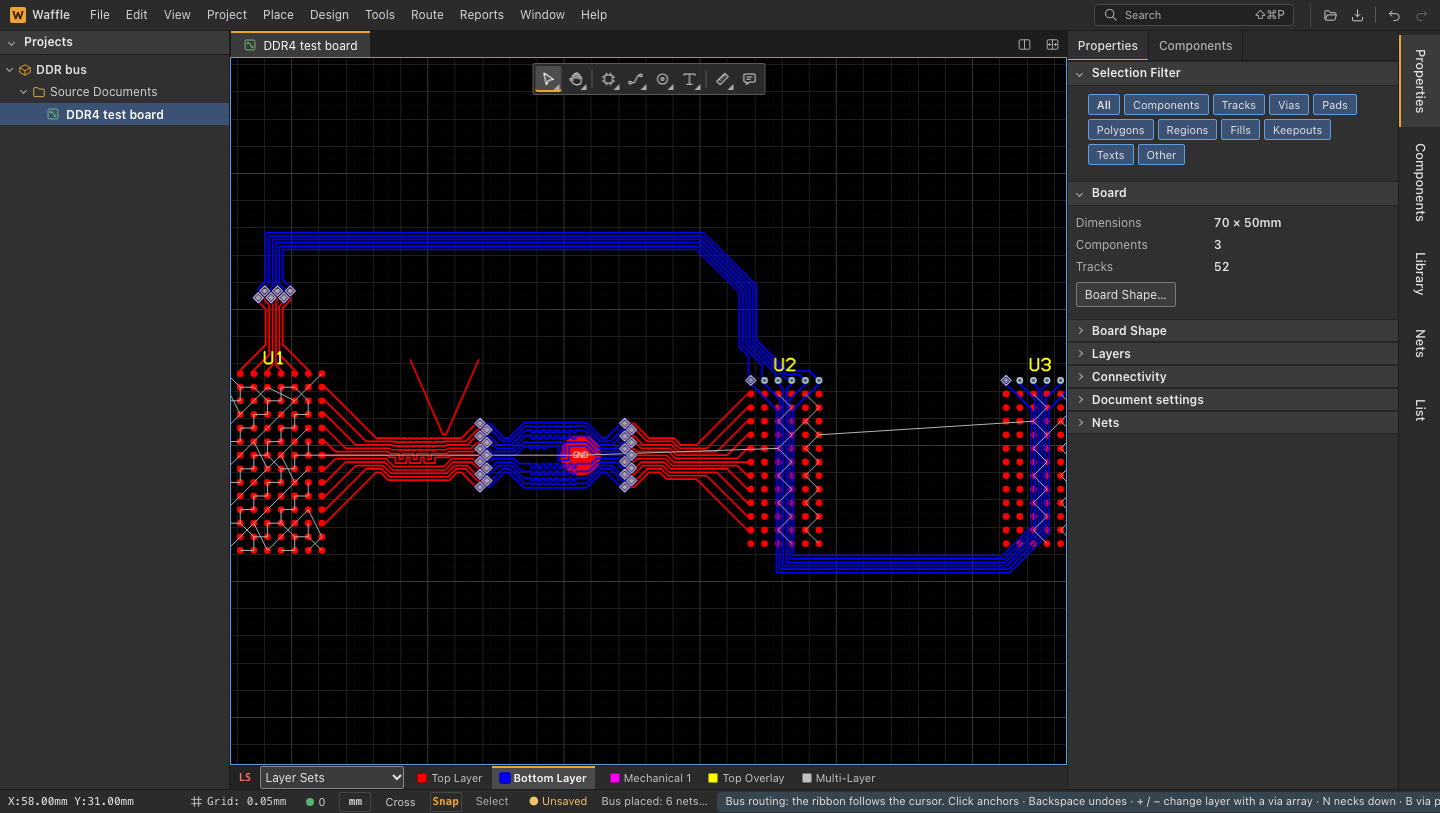 Waffle File Edit View Project Place Design Tools Route Reports Window Help Search ⇧⌘P
Projects
DDR bus
Source Documents
DDR4 test board
DDR4 test board
U1
U2
U3
GND
LS Layer Sets Top Layer Bottom Layer Mechanical 1 Top Overlay Multi-Layer
Properties Components
Selection Filter
All Components Tracks Vias Pads
Polygons Regions Fills Keepouts
Texts Other
Board
Dimensions 70 × 50mm
Components 3
Tracks 52
Board Shape...
Board Shape
Layers
Connectivity
Document settings
Nets
Properties
Components
Library
Nets
List
X:58.00mm Y:31.00mm Grid: 0.05mm 0 mm Cross Snap Select Unsaved Bus placed: 6 nets... Bus routing: the ribbon follows the cursor. Click anchors · Backspace undoes · + / − change layer with a via array · N necks down · B via p